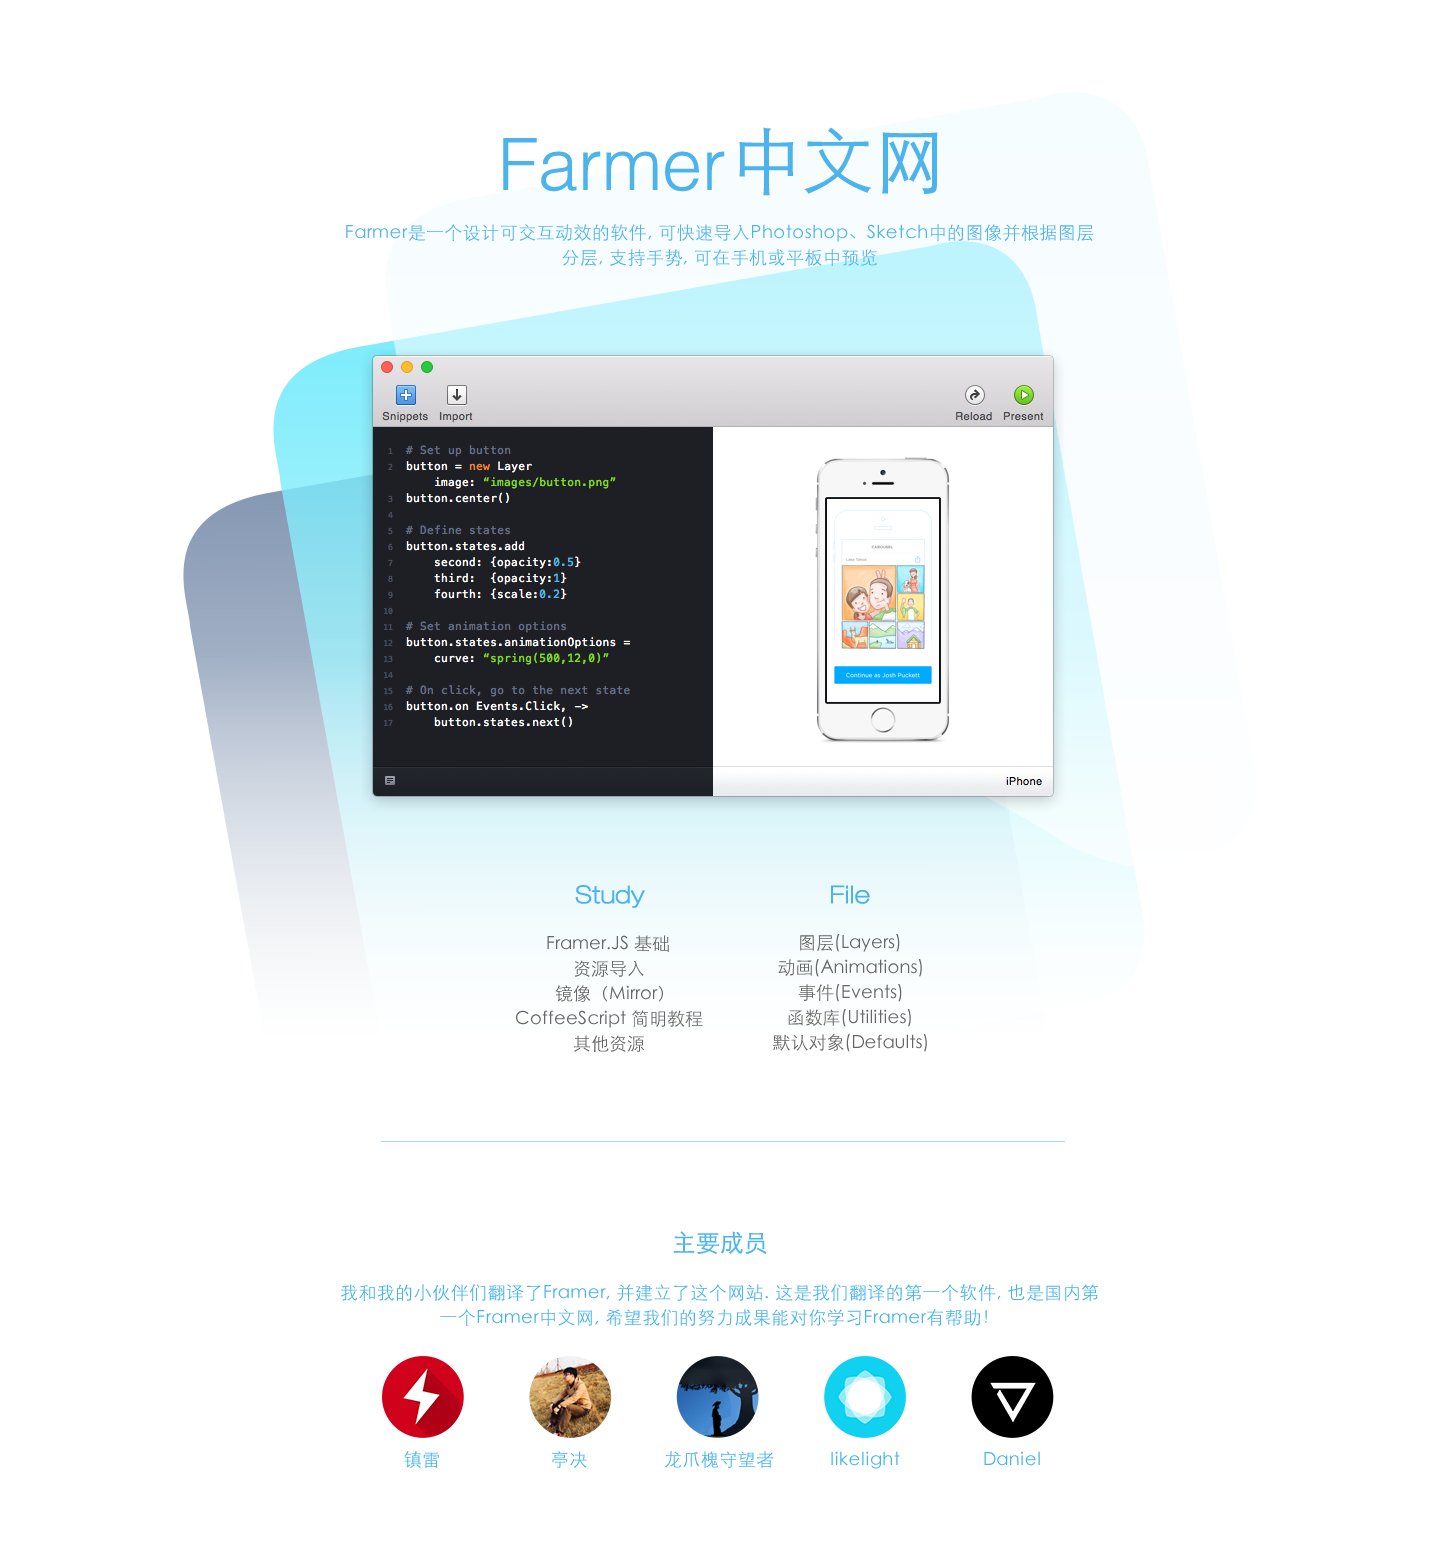 Farmer中文网
Farmer是一个设计可交互动效的软件, 可快速导入Photoshop、Sketch中的图像并根据图层
分层, 支持手势, 可在手机或平板中预览
Snippets Import Reload Present
1 # Set up button
2 button = new Layer
image: “images/button.png”
3 button.center()
4
5 # Define states
6 button.states.add
7 second: {opacity:0.5}
8 third: {opacity:1}
9 fourth: {scale:0.2}
10
11 # Set animation options
12 button.states.animationOptions =
13 curve: “spring(500,12,0)”
14
15 # On click, go to the next state
16 button.on Events.Click, ->
17 button.states.next()
CAROUSEL
Continue as Josh Puckett
iPhone
Study
Framer.JS 基础
资源导入
镜像（Mirror）
CoffeeScript 简明教程
其他资源
File
图层(Layers)
动画(Animations)
事件(Events)
函数库(Utilities)
默认对象(Defaults)
主要成员
我和我的小伙伴们翻译了Framer, 并建立了这个网站. 这是我们翻译的第一个软件, 也是国内第
一个Framer中文网, 希望我们的努力成果能对你学习Framer有帮助!
镇雷
亭决
龙爪槐守望者
likelight
Daniel